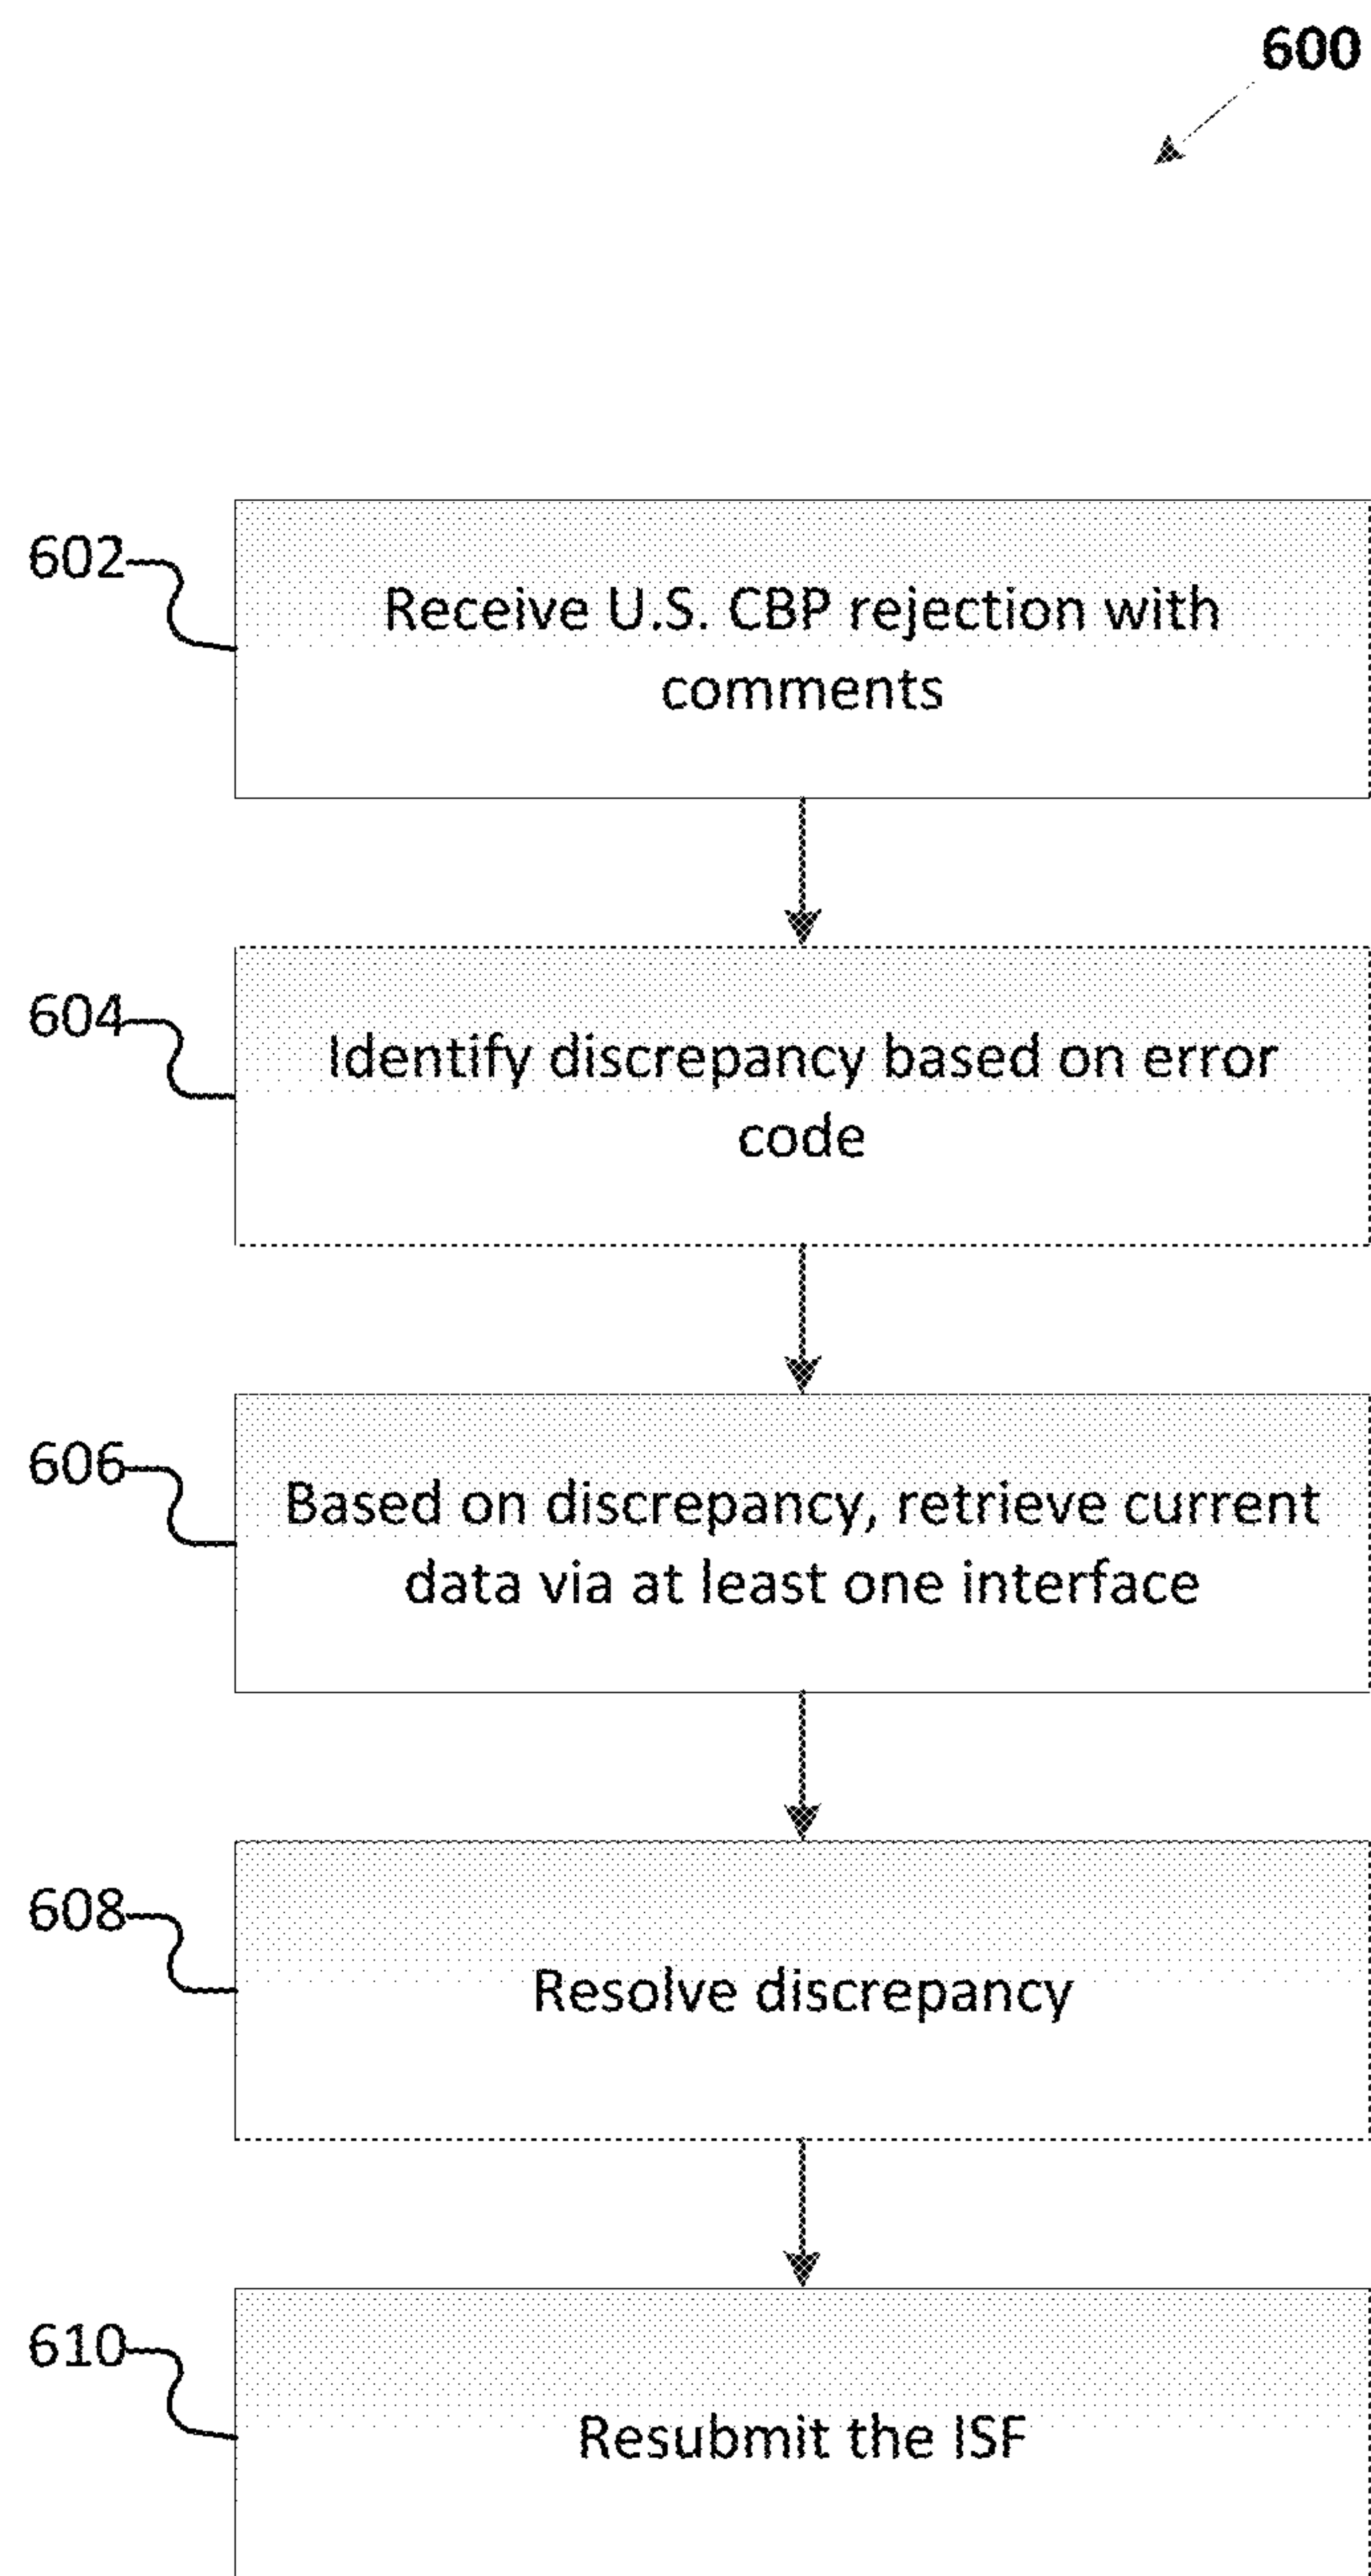 600
602
Receive U.S. CBP rejection with
comments
604
Identify discrepancy based on error
code
606
Based on discrepancy, retrieve current
data via at least one interface
608
Resolve discrepancy
610
Resubmit the ISF